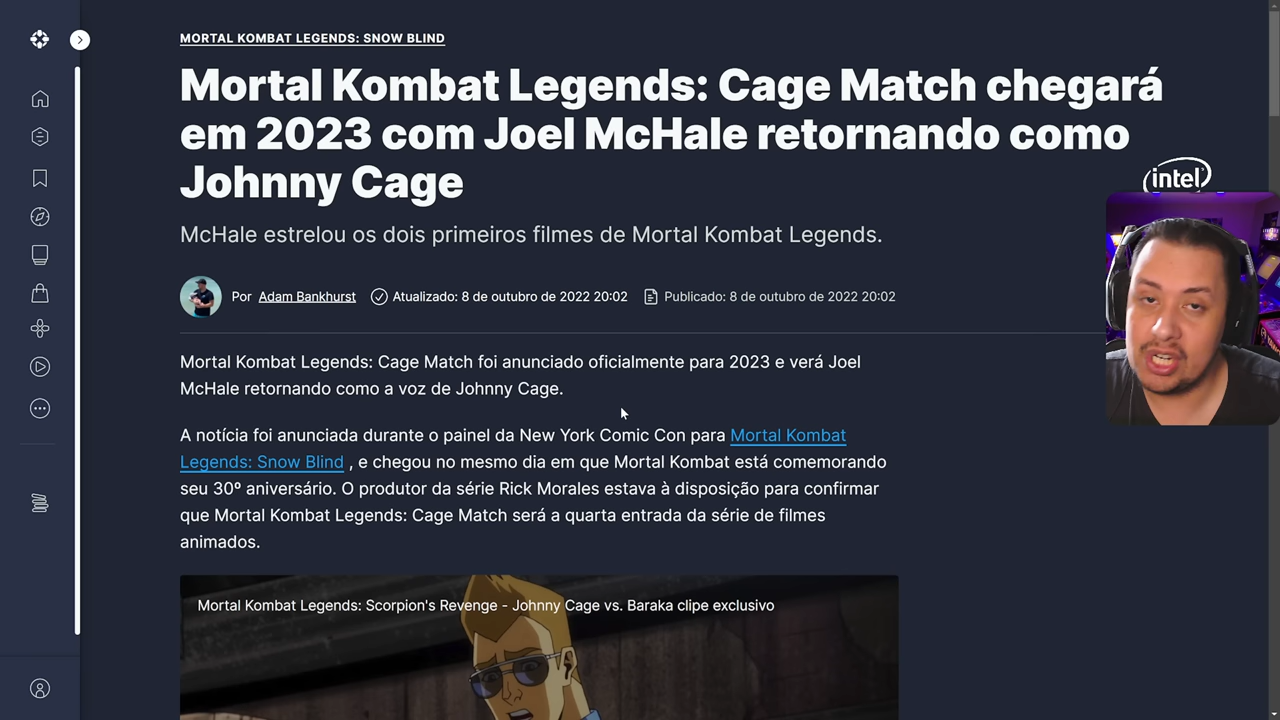 MORTAL KOMBAT LEGENDS: SNOW BLIND
Mortal Kombat Legends: Cage Match chegará
em 2023 com Joel McHale retornando como
Johnny Cage
intel
McHale estrelou os dois primeiros filmes de Mortal Kombat Legends.
Por Adam Bankhurst Atualizado: 8 de outubro de 2022 20:02 Publicado: 8 de outubro de 2022 20:02
Mortal Kombat Legends: Cage Match foi anunciado oficialmente para 2023 e verá Joel
McHale retornando como a voz de Johnny Cage.
A notícia foi anunciada durante o painel da New York Comic Con para Mortal Kombat
Legends: Snow Blind , e chegou no mesmo dia em que Mortal Kombat está comemorando
seu 30º aniversário. O produtor da série Rick Morales estava à disposição para confirmar
que Mortal Kombat Legends: Cage Match será a quarta entrada da série de filmes
animados.
Mortal Kombat Legends: Scorpion's Revenge - Johnny Cage vs. Baraka clipe exclusivo